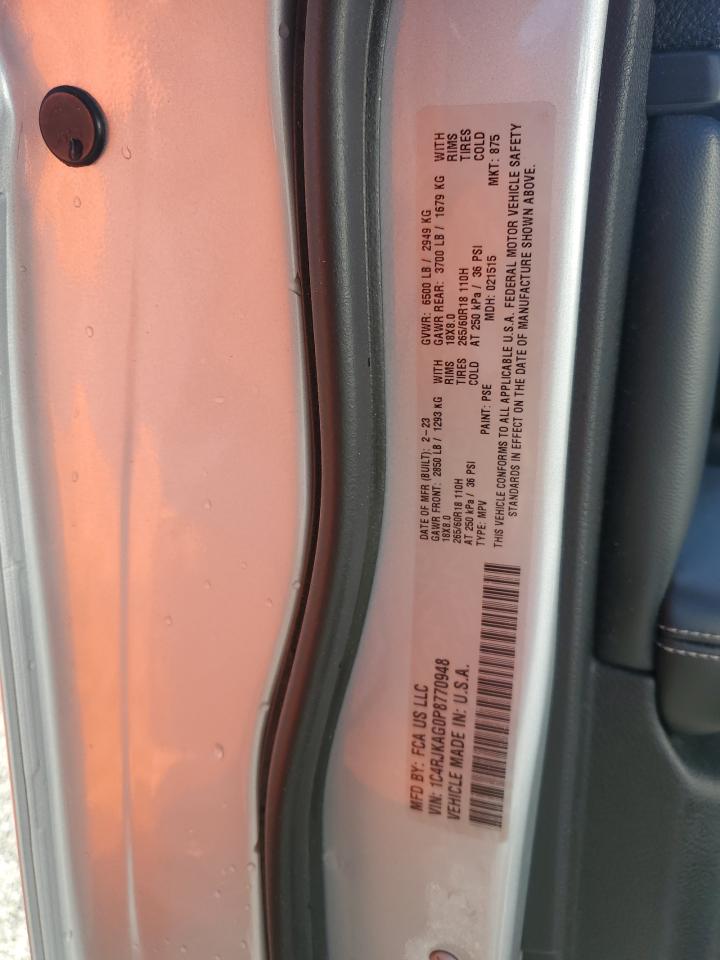 MFD BY: FCA US LLC
VIN: 1C4RJKAG0P8770948
VEHICLE MADE IN: U.S.A.
DATE OF MFR (BUILT): 2-23
GAWR FRONT: 2850 LB / 1293 KG WITH
18X8.0 RIMS
265/60R18 110H TIRES
AT 250 kPa / 36 PSI COLD
TYPE: MPV PAINT: PSE
GVWR: 6500 LB / 2949 KG
GAWR REAR: 3700 LB / 1679 KG WITH
18X8.0 RIMS
265/60R18 110H TIRES
AT 250 kPa / 36 PSI COLD
MDH: 021515 MKT: 875
THIS VEHICLE CONFORMS TO ALL APPLICABLE U.S.A. FEDERAL MOTOR VEHICLE SAFETY
STANDARDS IN EFFECT ON THE DATE OF MANUFACTURE SHOWN ABOVE.